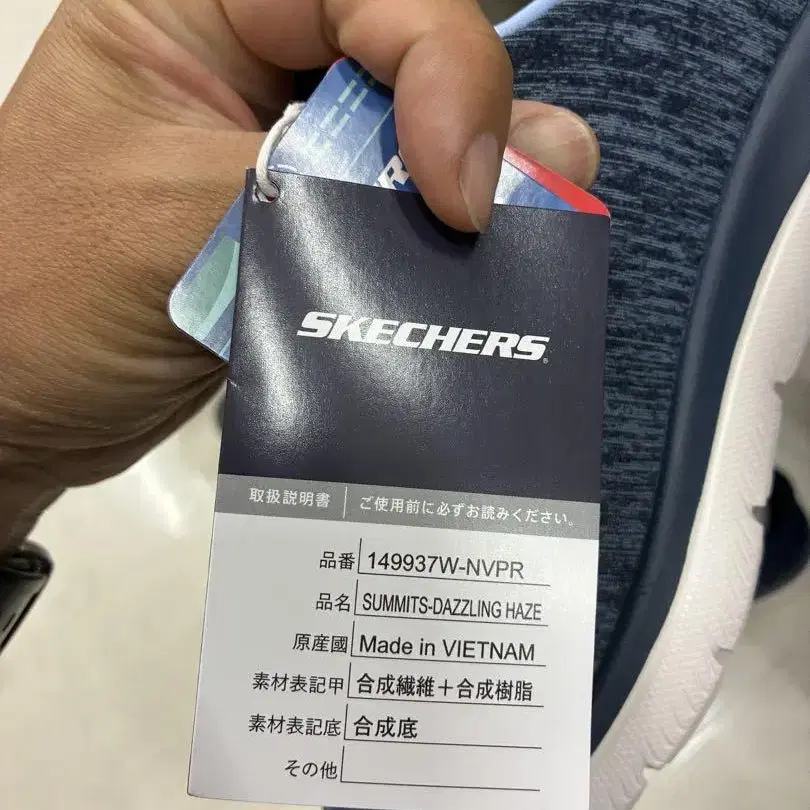 SKECHERS
取扱説明書 ご使用前に必ずお読みください。
品番 149937W-NVPR
品名 SUMMITS-DAZZLING HAZE
原産國 Made in VIETNAM
素材表記甲 合成繊維＋合成樹脂
素材表記底 合成底
その他